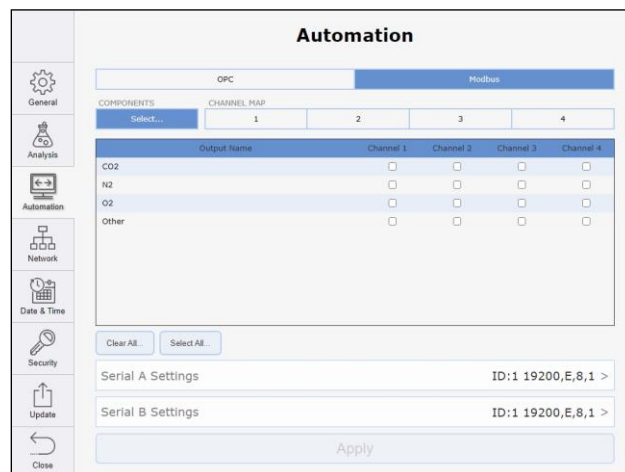 Automation
OPC Modbus
COMPONENTS CHANNEL MAP
Select... 1 2 3 4
Output Name Channel 1 Channel 2 Channel 3 Channel 4
CO2
N2
O2
Other
Clear All... Select All...
Serial A Settings ID:1 19200,E,8,1 >
Serial B Settings ID:1 19200,E,8,1 >
Apply
General
Analysis
Automation
Network
Date & Time
Security
Update
Close